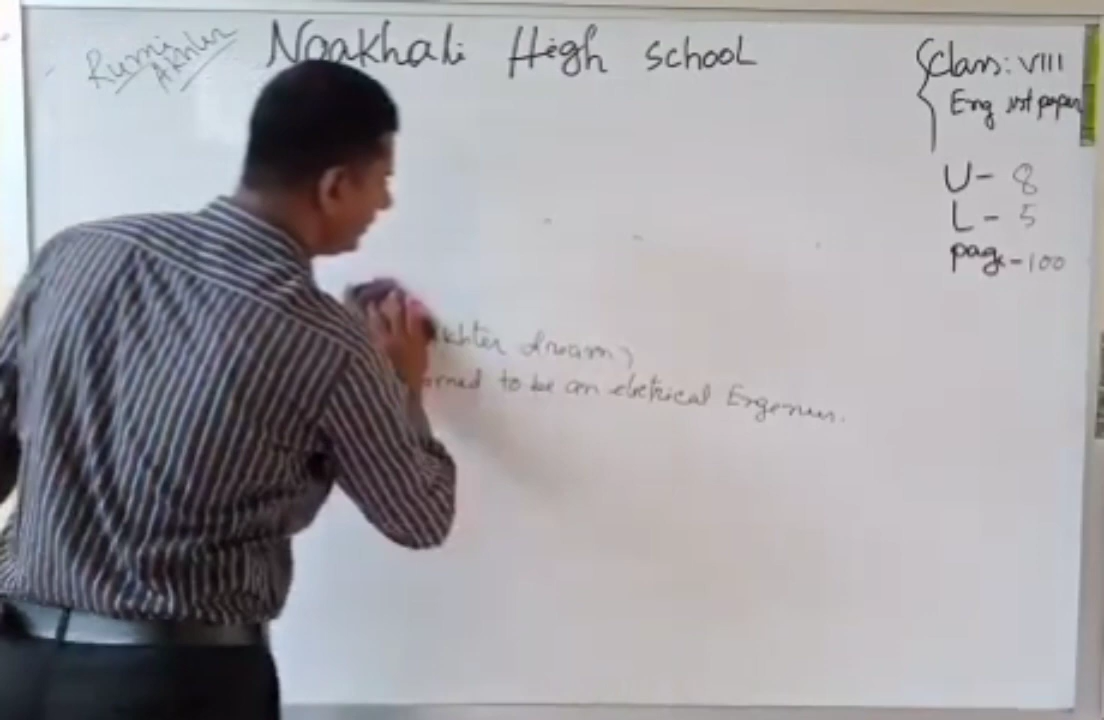 Rumi
Akhter
Noakhali High school
Class: VIII
Eng 1st paper
U- 8
L- 5
page-100
khter dream?
to be an electrical